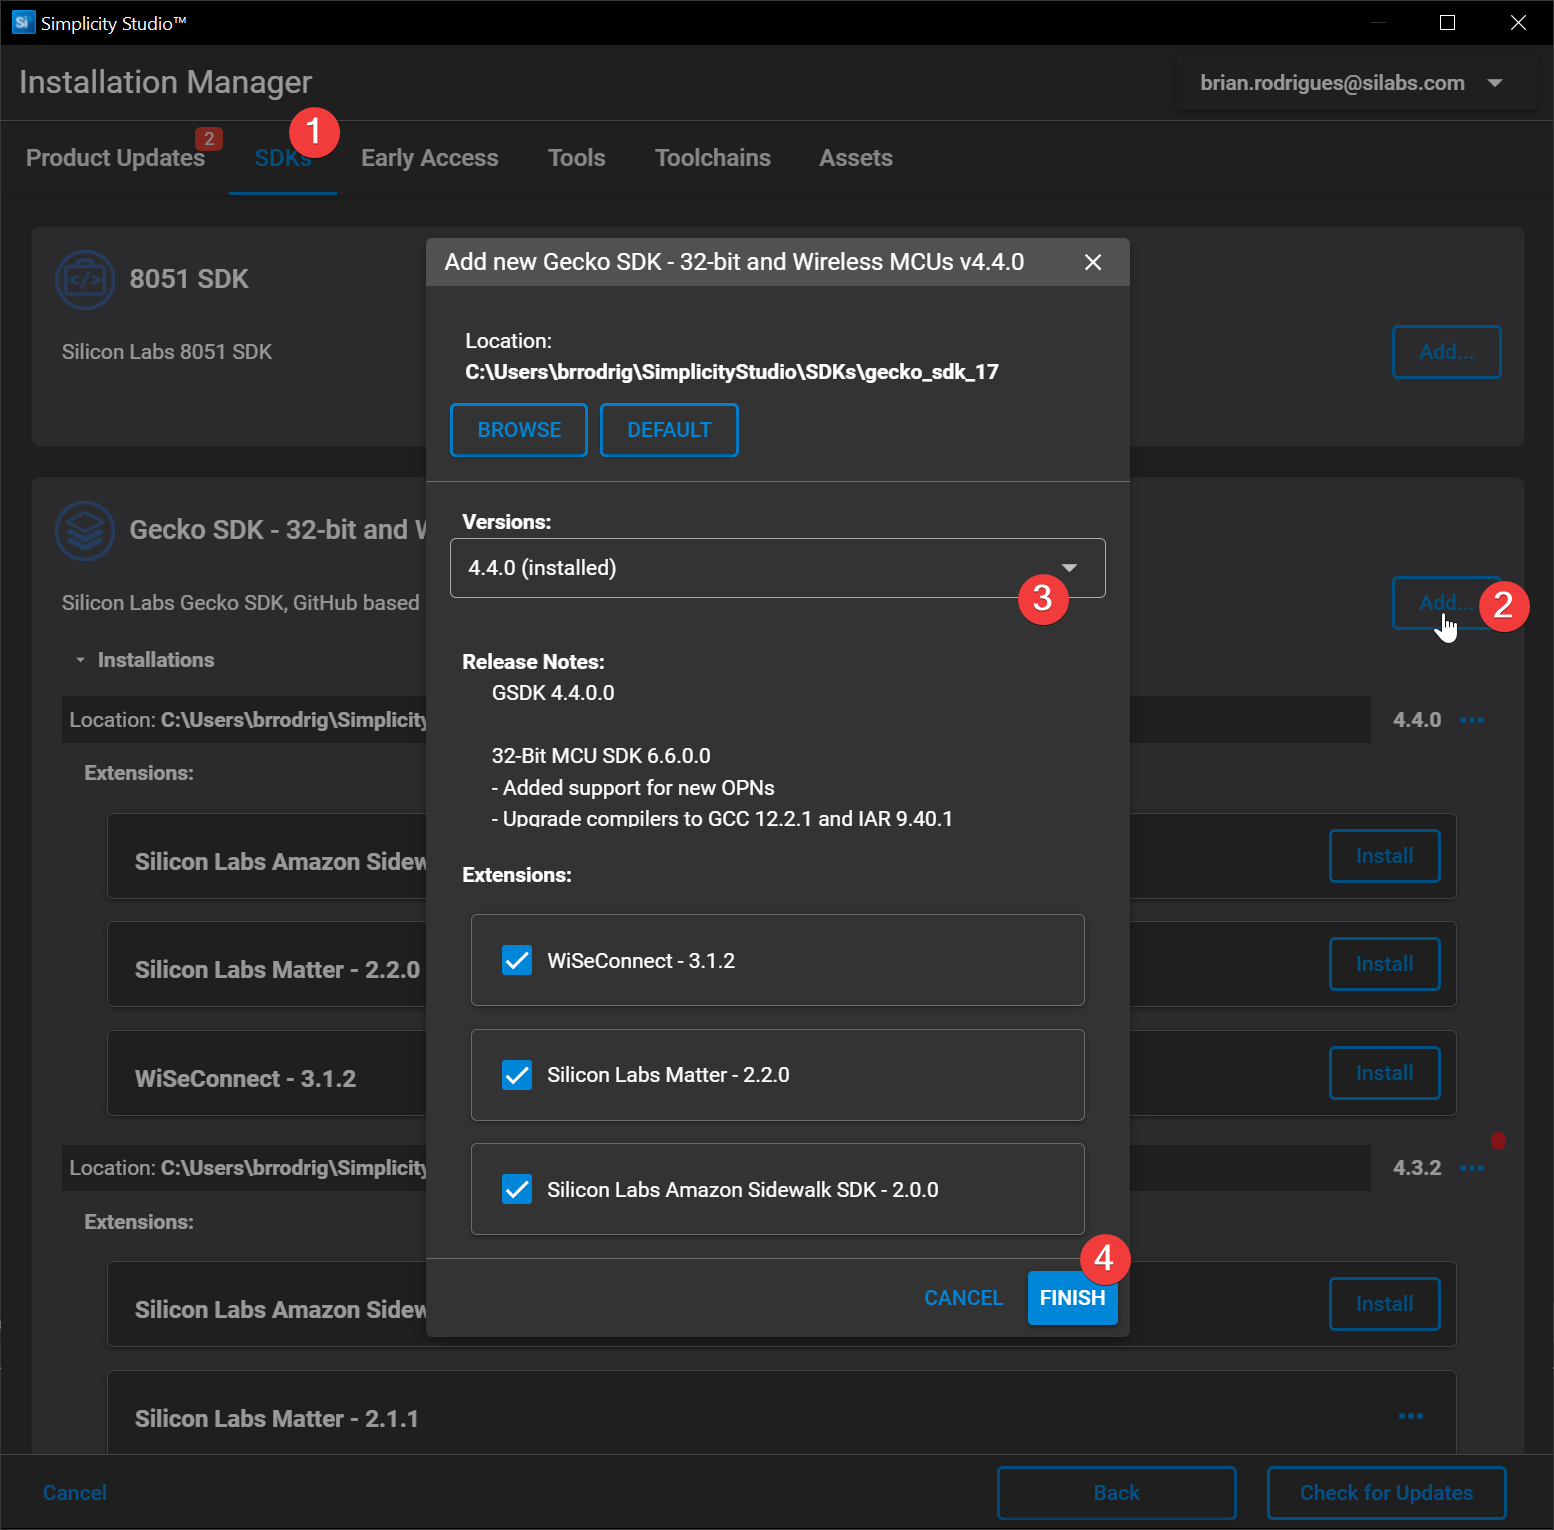 Si Simplicity Studio™
Installation Manager
brian.rodrigues@silabs.com
Product Updates 2 SDKs 1 Early Access Tools Toolchains Assets
8051 SDK
Silicon Labs 8051 SDK
Add...
Add new Gecko SDK - 32-bit and Wireless MCUs v4.4.0
Location:
C:\Users\brrodrig\SimplicityStudio\SDKs\gecko_sdk_17
BROWSE DEFAULT
Versions:
4.4.0 (installed)
3
Release Notes:
GSDK 4.4.0.0
32-Bit MCU SDK 6.6.0.0
- Added support for new OPNs
- Upgrade compilers to GCC 12.2.1 and IAR 9.40.1
Extensions:
WiSeConnect - 3.1.2
Silicon Labs Matter - 2.2.0
Silicon Labs Amazon Sidewalk SDK - 2.0.0
4
CANCEL FINISH
Gecko SDK - 32-bit and
Silicon Labs Gecko SDK, GitHub based
Add... 2
Installations
Location: C:\Users\brrodrig\Simplicity
4.4.0
Extensions:
Silicon Labs Amazon Sidew
Install
Silicon Labs Matter - 2.2.0
Install
WiSeConnect - 3.1.2
Install
Location: C:\Users\brrodrig\Simplicity
4.3.2
Extensions:
Silicon Labs Amazon Sidew
Install
Silicon Labs Matter - 2.1.1
Cancel Back Check for Updates